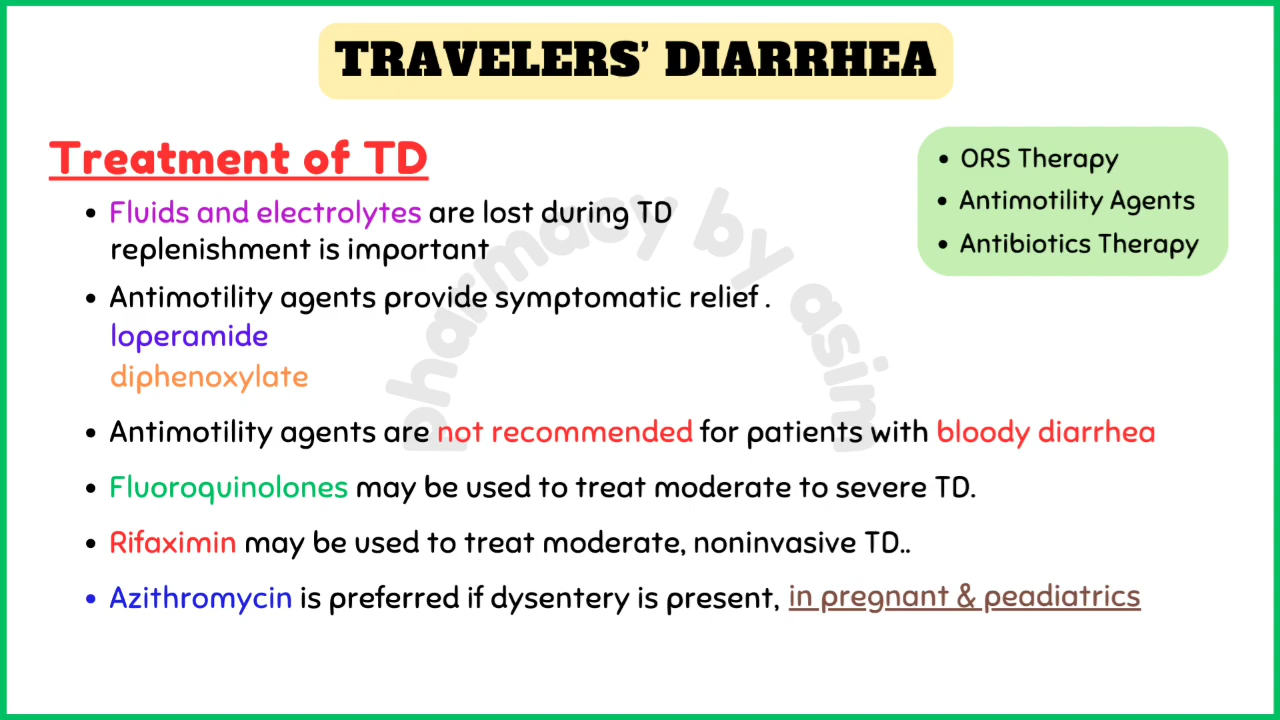 TRAVELERS’ DIARRHEA
Treatment of TD
• Fluids and electrolytes are lost during TD
replenishment is important
• Antimotility agents provide symptomatic relief .
loperamide
diphenoxylate
• Antimotility agents are not recommended for patients with bloody diarrhea
• Fluoroquinolones may be used to treat moderate to severe TD.
• Rifaximin may be used to treat moderate, noninvasive TD..
• Azithromycin is preferred if dysentery is present, in pregnant & peadiatrics
• ORS Therapy
• Antimotility Agents
• Antibiotics Therapy
pharmacy by asim